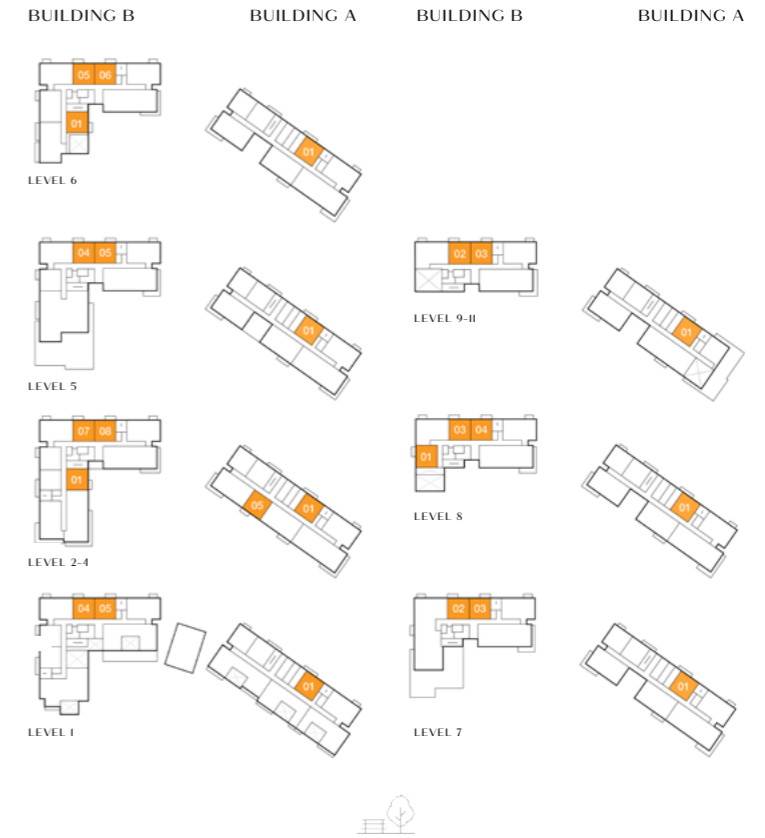 BUILDING B BUILDING A BUILDING B BUILDING A
05 06
01
01
LEVEL 6
04 05
01
LEVEL 5
02 03
LEVEL 9-11
01
07 08
01
05 01
LEVEL 2-4
03 04
01
LEVEL 8
01
04 05
01
LEVEL 1
02 03
LEVEL 7
01